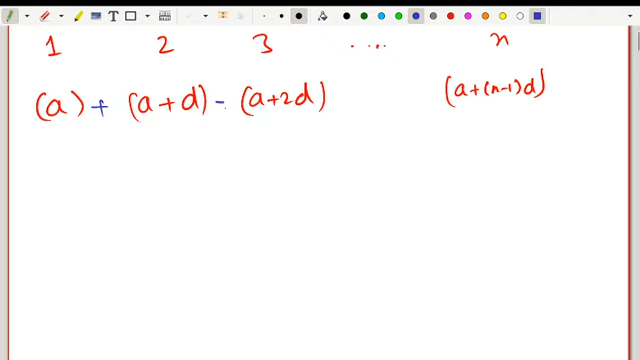 1 2 3 .... n
(a) + (a + d) - (a+2d) (a+(n-1)d)